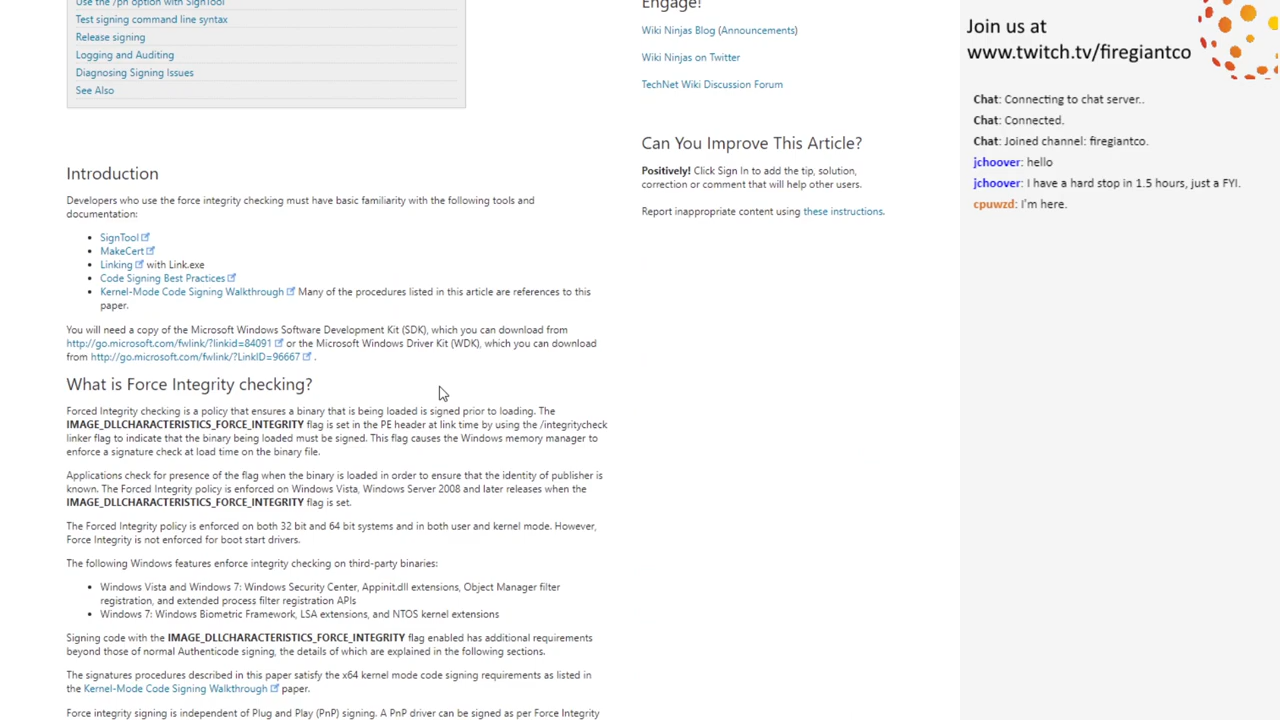 Use the /ph option with SignTool
Test signing command line syntax
Release signing
Logging and Auditing
Diagnosing Signing Issues
See Also
Introduction
Developers who use the force integrity checking must have basic familiarity with the following tools and
documentation:
SignTool
MakeCert
Linking with Link.exe
Code Signing Best Practices
Kernel-Mode Code Signing Walkthrough Many of the procedures listed in this article are references to this
paper.
You will need a copy of the Microsoft Windows Software Development Kit (SDK), which you can download from
http://go.microsoft.com/fwlink/?linkid=84091 or the Microsoft Windows Driver Kit (WDK), which you can download
from http://go.microsoft.com/fwlink/?LinkID=96667 .
What is Force Integrity checking?
Forced Integrity checking is a policy that ensures a binary that is being loaded is signed prior to loading. The
IMAGE_DLLCHARACTERISTICS_FORCE_INTEGRITY flag is set in the PE header at link time by using the /integritycheck
linker flag to indicate that the binary being loaded must be signed. This flag causes the Windows memory manager to
enforce a signature check at load time on the binary file.
Applications check for presence of the flag when the binary is loaded in order to ensure that the identity of publisher is
known. The Forced Integrity policy is enforced on Windows Vista, Windows Server 2008 and later releases when the
IMAGE_DLLCHARACTERISTICS_FORCE_INTEGRITY flag is set.
The Forced Integrity policy is enforced on both 32 bit and 64 bit systems and in both user and kernel mode. However,
Force Integrity is not enforced for boot start drivers.
The following Windows features enforce integrity checking on third-party binaries:
Windows Vista and Windows 7: Windows Security Center, Appinit.dll extensions, Object Manager filter
registration, and extended process filter registration APIs
Windows 7: Windows Biometric Framework, LSA extensions, and NTOS kernel extensions
Signing code with the IMAGE_DLLCHARACTERISTICS_FORCE_INTEGRITY flag enabled has additional requirements
beyond those of normal Authenticode signing, the details of which are explained in the following sections.
The signatures procedures described in this paper satisfy the x64 kernel mode code signing requirements as listed in
the Kernel-Mode Code Signing Walkthrough paper.
Force integrity signing is independent of Plug and Play (PnP) signing. A PnP driver can be signed as per Force Integrity
Engage!
Wiki Ninjas Blog (Announcements)
Wiki Ninjas on Twitter
TechNet Wiki Discussion Forum
Can You Improve This Article?
Positively! Click Sign In to add the tip, solution,
correction or comment that will help other users.
Report inappropriate content using these instructions.
Join us at
www.twitch.tv/firegiantco
Chat: Connecting to chat server..
Chat: Connected.
Chat: Joined channel: firegiantco.
jchoover: hello
jchoover: I have a hard stop in 1.5 hours, just a FYI.
cpuwzd: I'm here.